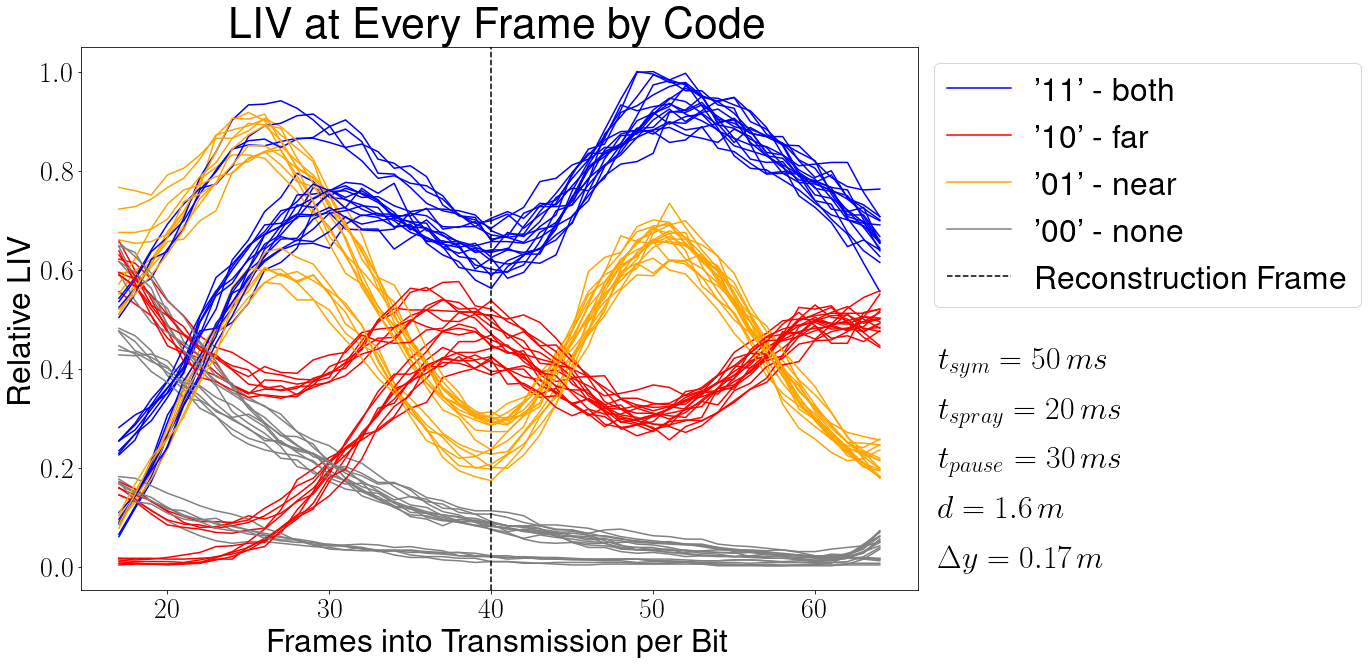 LIV at Every Frame by Code
Relative LIV
1.0
0.8
0.6
0.4
0.2
0.0
20 30 40 50 60
Frames into Transmission per Bit
'11' - both
'10' - far
'01' - near
'00' - none
Reconstruction Frame
t_sym = 50 ms
t_spray = 20 ms
t_pause = 30 ms
d = 1.6 m
Δy = 0.17 m